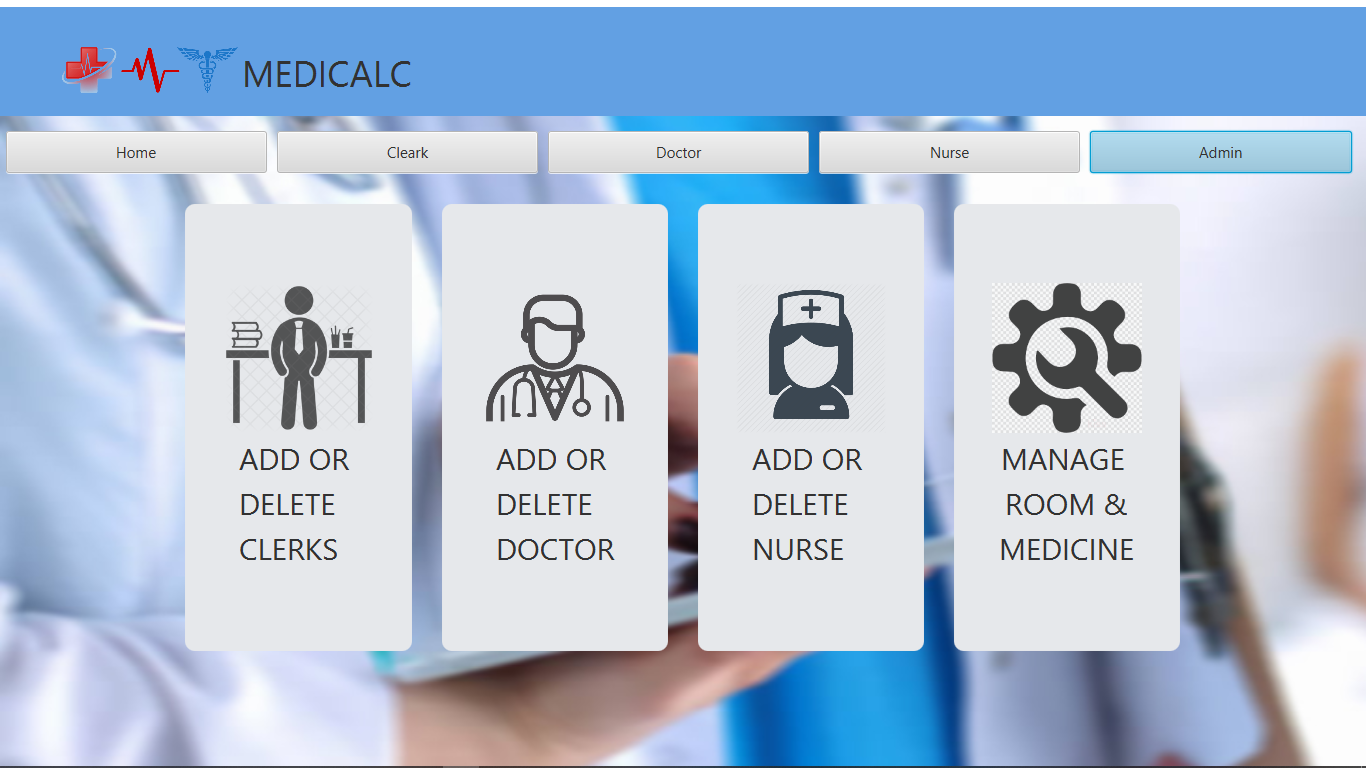 MEDICALC
Home
Cleark
Doctor
Nurse
Admin
ADD OR
DELETE
CLERKS
ADD OR
DELETE
DOCTOR
ADD OR
DELETE
NURSE
MANAGE
ROOM &
MEDICINE